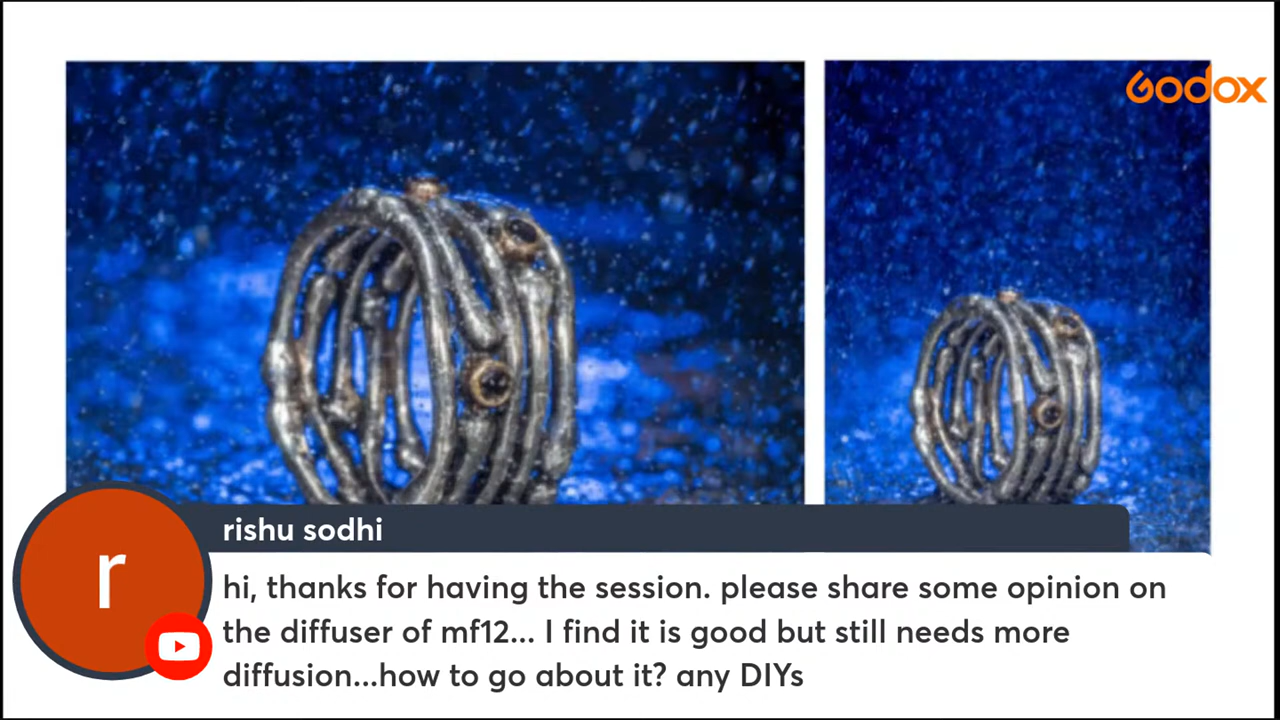 Godox
rishu sodhi
r
hi, thanks for having the session. please share some opinion on
the diffuser of mf12... I find it is good but still needs more
diffusion...how to go about it? any DIYs